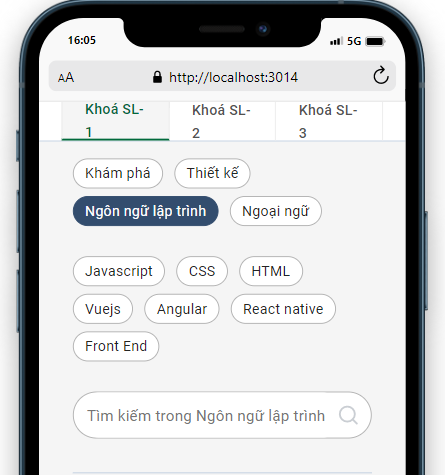 16:05
5G
AA
http://localhost:3014
Khoá SL-1
Khoá SL-2
Khoá SL-3
Khám phá
Thiết kế
Ngôn ngữ lập trình
Ngoại ngữ
Javascript
CSS
HTML
Vuejs
Angular
React native
Front End
Tìm kiếm trong Ngôn ngữ lập trình